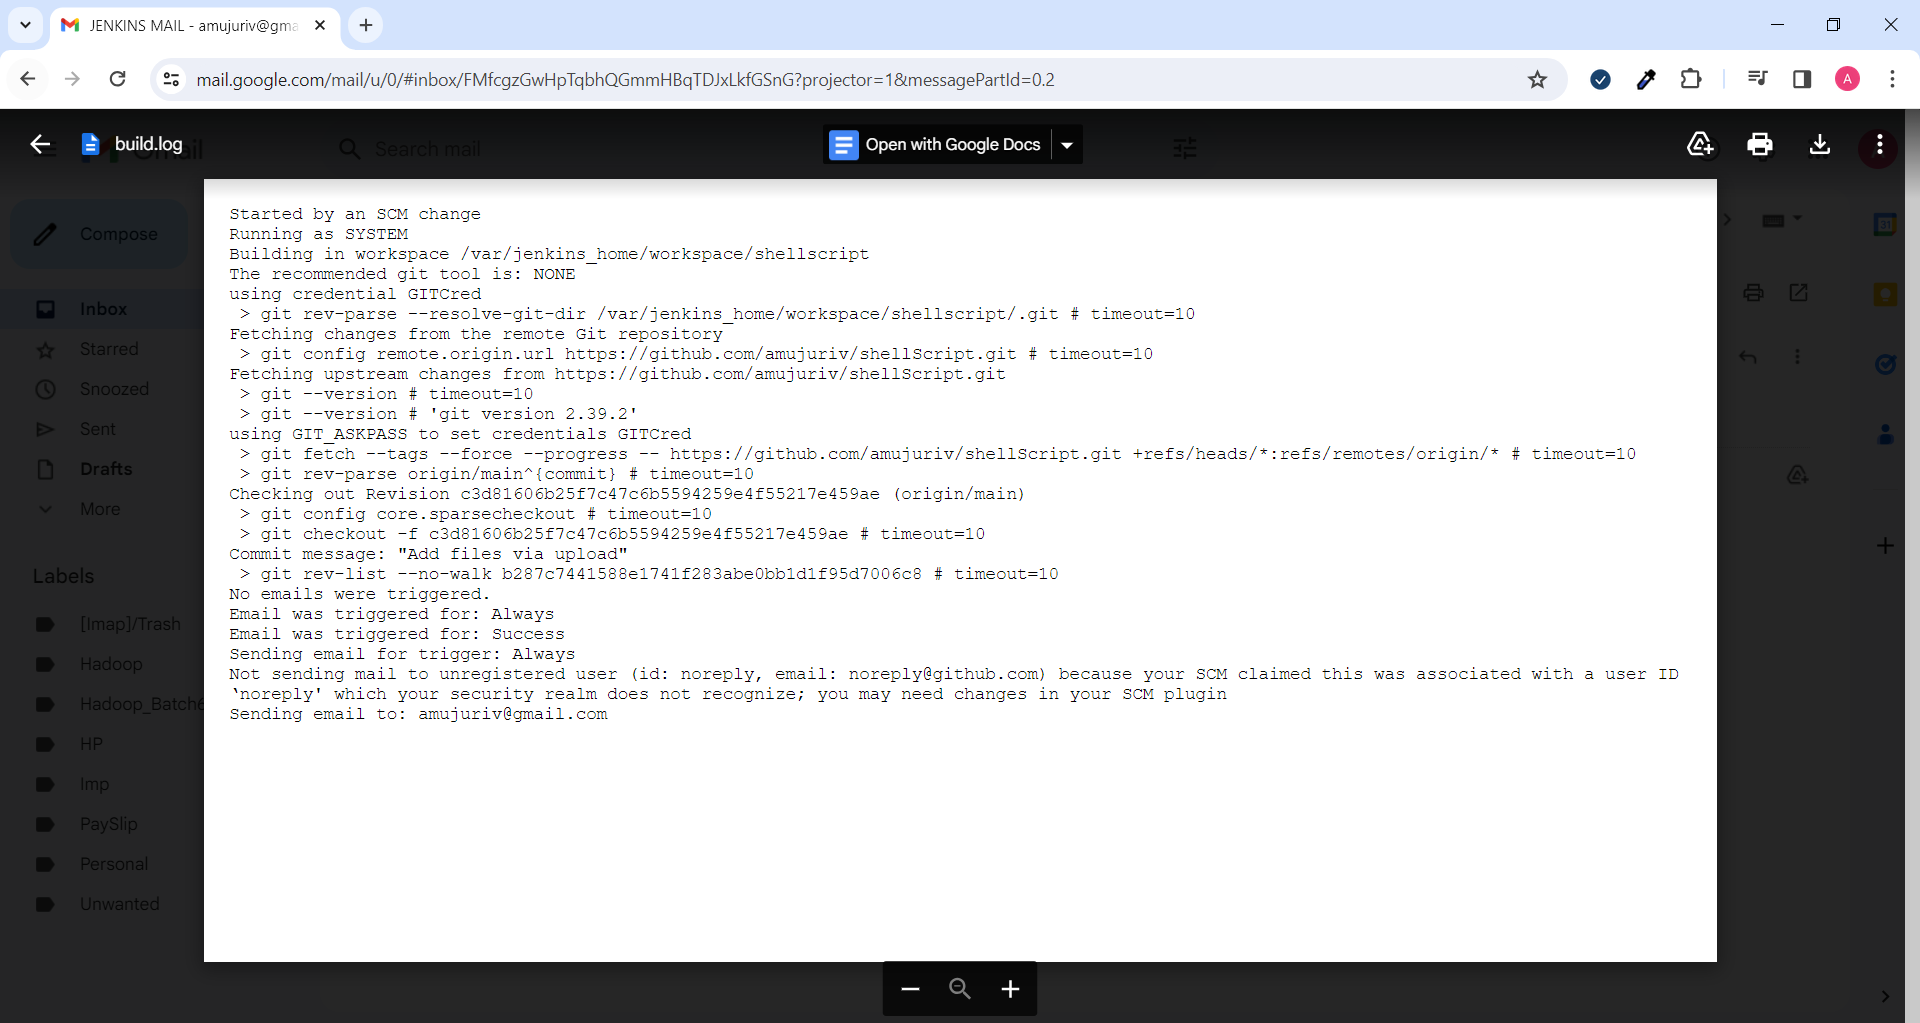 JENKINS MAIL - amujuriv@gma
mail.google.com/mail/u/0/#inbox/FMfcgzGwHpTqbhQGmmHBqTDJxLkfGSnG?projector=1&messagePartId=0.2
A
build.log
Gmail
Search mail
Open with Google Docs
Compose
Inbox
Starred
Snoozed
Sent
Drafts
More
Labels
[Imap]/Trash
Hadoop
Hadoop_Batch6
HP
Imp
PaySlip
Personal
Unwanted
Started by an SCM change
Running as SYSTEM
Building in workspace /var/jenkins_home/workspace/shellscript
The recommended git tool is: NONE
using credential GITCred
> git rev-parse --resolve-git-dir /var/jenkins_home/workspace/shellscript/.git # timeout=10
Fetching changes from the remote Git repository
> git config remote.origin.url https://github.com/amujuriv/shellScript.git # timeout=10
Fetching upstream changes from https://github.com/amujuriv/shellScript.git
> git --version # timeout=10
> git --version # 'git version 2.39.2'
using GIT_ASKPASS to set credentials GITCred
> git fetch --tags --force --progress -- https://github.com/amujuriv/shellScript.git +refs/heads/*:refs/remotes/origin/* # timeout=10
> git rev-parse origin/main^{commit} # timeout=10
Checking out Revision c3d81606b25f7c47c6b5594259e4f55217e459ae (origin/main)
> git config core.sparsecheckout # timeout=10
> git checkout -f c3d81606b25f7c47c6b5594259e4f55217e459ae # timeout=10
Commit message: "Add files via upload"
> git rev-list --no-walk b287c7441588e1741f283abe0bb1d1f95d7006c8 # timeout=10
No emails were triggered.
Email was triggered for: Always
Email was triggered for: Success
Sending email for trigger: Always
Not sending mail to unregistered user (id: noreply, email: noreply@github.com) because your SCM claimed this was associated with a user ID
‘noreply' which your security realm does not recognize; you may need changes in your SCM plugin
Sending email to: amujuriv@gmail.com
31